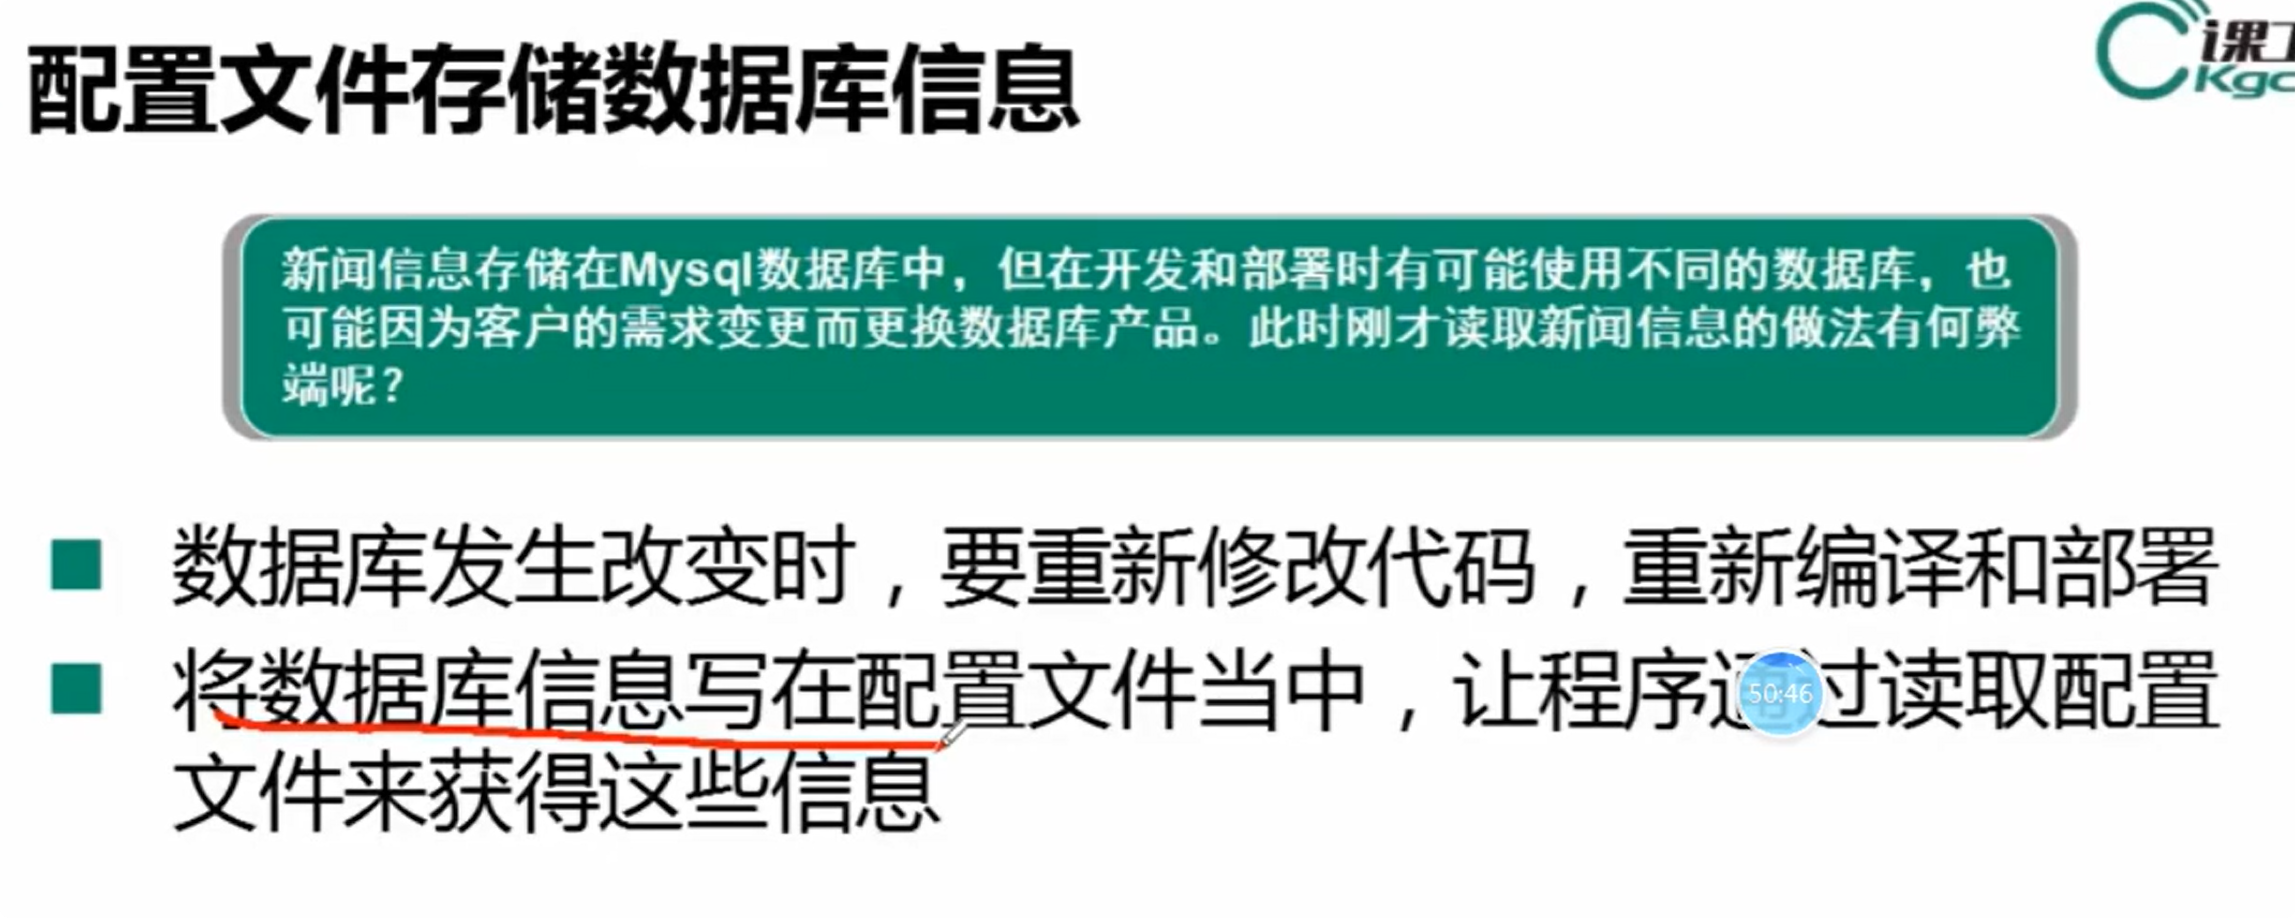 配置文件存储数据库信息
课工
Kgc
新闻信息存储在Mysql数据库中，但在开发和部署时有可能使用不同的数据库，也
可能因为客户的需求变更而更换数据库产品。此时刚才读取新闻信息的做法有何弊
端呢？
数据库发生改变时，要重新修改代码，重新编译和部署
将数据库信息写在配置文件当中，让程序通过读取配置
50:46
文件来获得这些信息